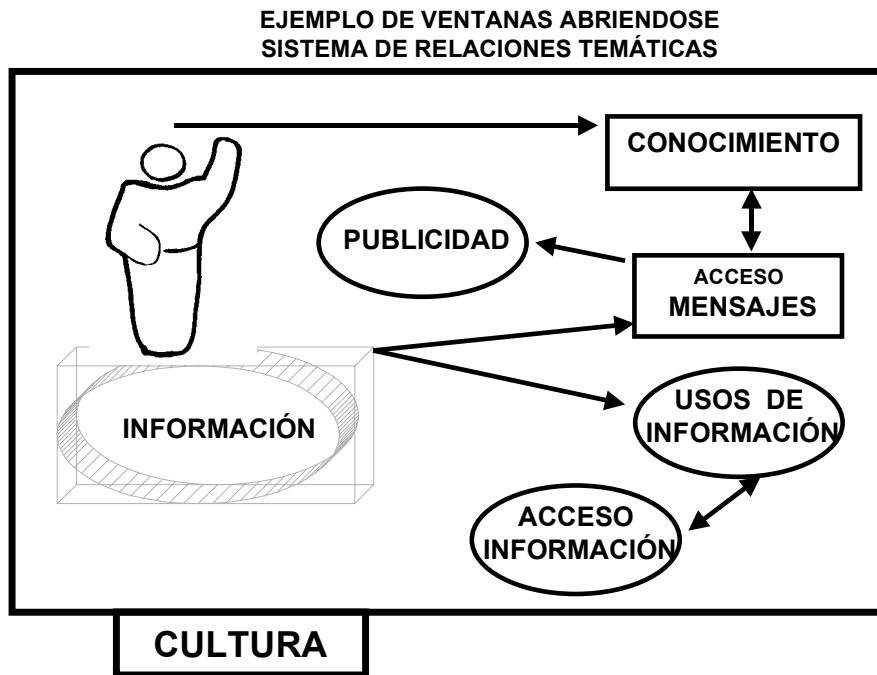 EJEMPLO DE VENTANAS ABRIENDOSE
SISTEMA DE RELACIONES TEMÁTICAS
CONOCIMIENTO
PUBLICIDAD
ACCESO
MENSAJES
INFORMACIÓN
USOS DE
INFORMACIÓN
ACCESO
INFORMACIÓN
CULTURA